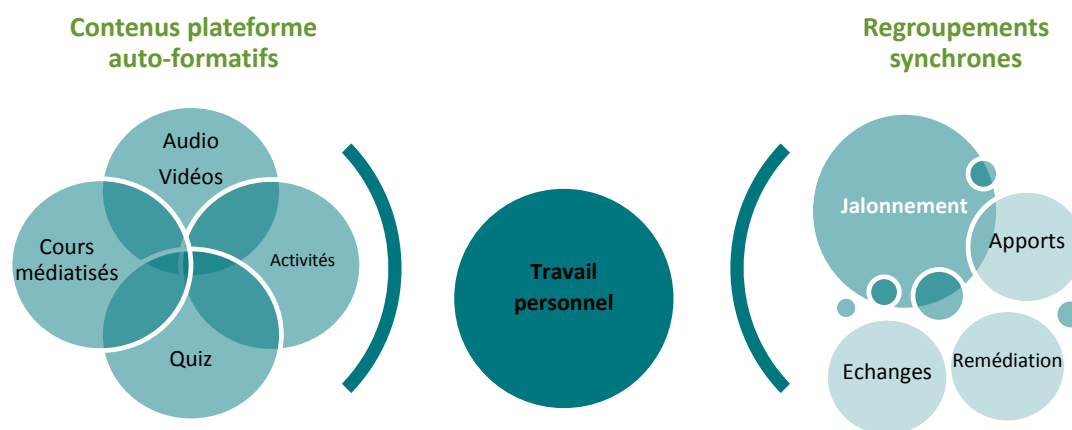 Contenus plateforme
auto-formatifs
Audio
Vidéos
Cours
médiatisés
Activités
Quiz
Travail
personnel
Regroupements
synchrones
Jalonnement
Apports
Echanges
Remédiation